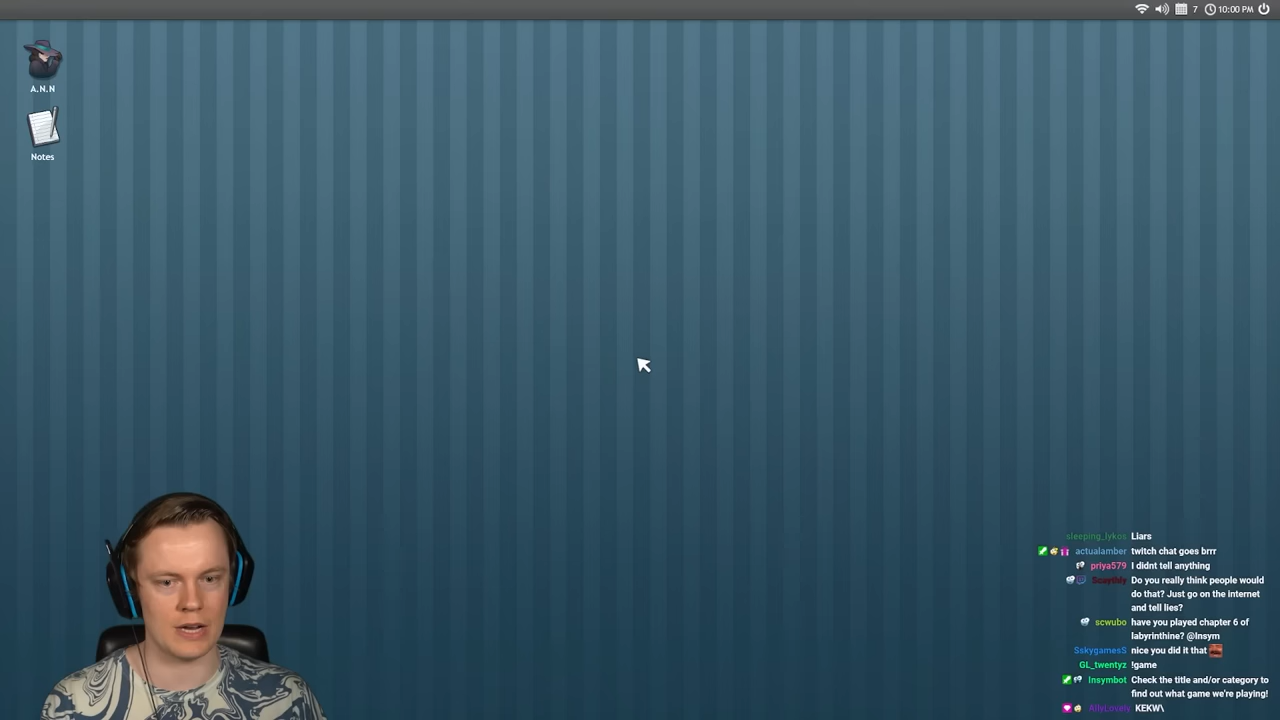 7 10:00 PM
A.N.N
Notes
sleeping_lykos Liars
actualamber twitch chat goes brrr
priya579 I didnt tell anything
Do you really think people would
do that? Just go on the internet
and tell lies?
scwubo have you played chapter 6 of
labyrinthine? @Insym
SskygamesS nice you did it that
GL_twentyz !game
Insymbot Check the title and/or category to
find out what game we're playing!
AllyLovely KEKW\